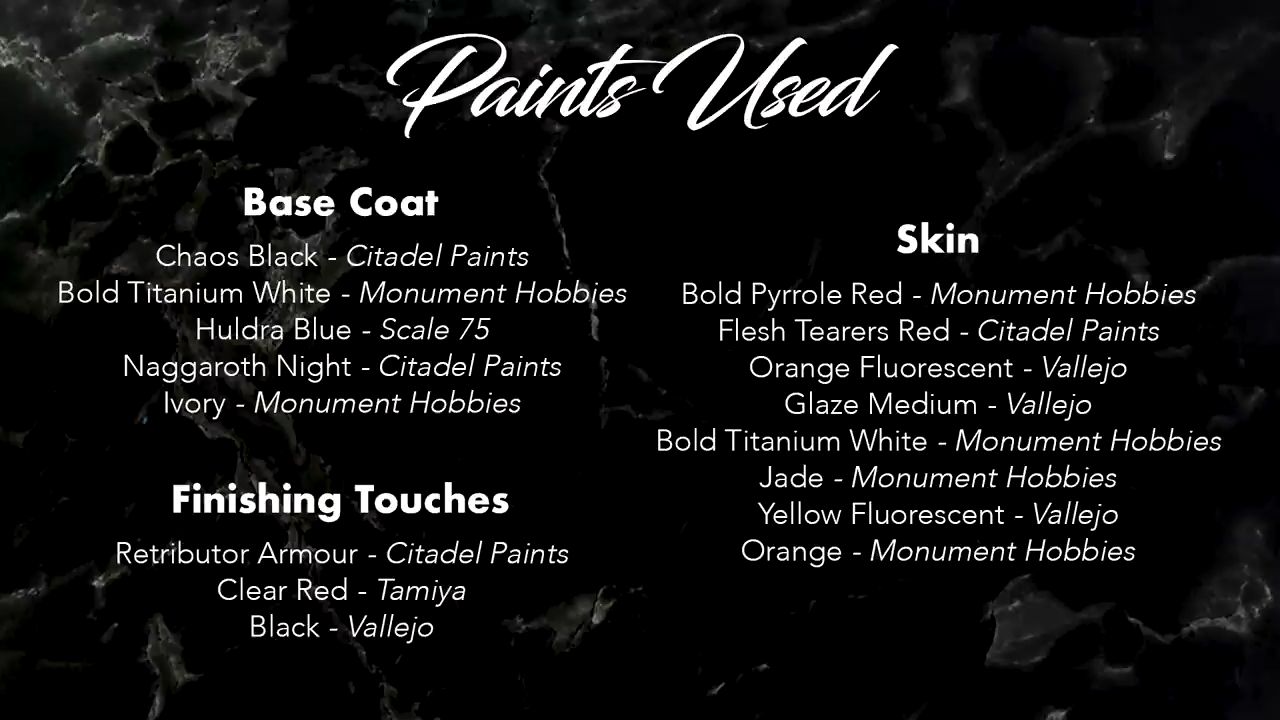 Paints Used
Base Coat
Chaos Black - Citadel Paints
Bold Titanium White - Monument Hobbies
Huldra Blue - Scale 75
Naggaroth Night - Citadel Paints
Ivory - Monument Hobbies
Finishing Touches
Retributor Armour - Citadel Paints
Clear Red - Tamiya
Black - Vallejo
Skin
Bold Pyrrole Red - Monument Hobbies
Flesh Tearers Red - Citadel Paints
Orange Fluorescent - Vallejo
Glaze Medium - Vallejo
Bold Titanium White - Monument Hobbies
Jade - Monument Hobbies
Yellow Fluorescent - Vallejo
Orange - Monument Hobbies